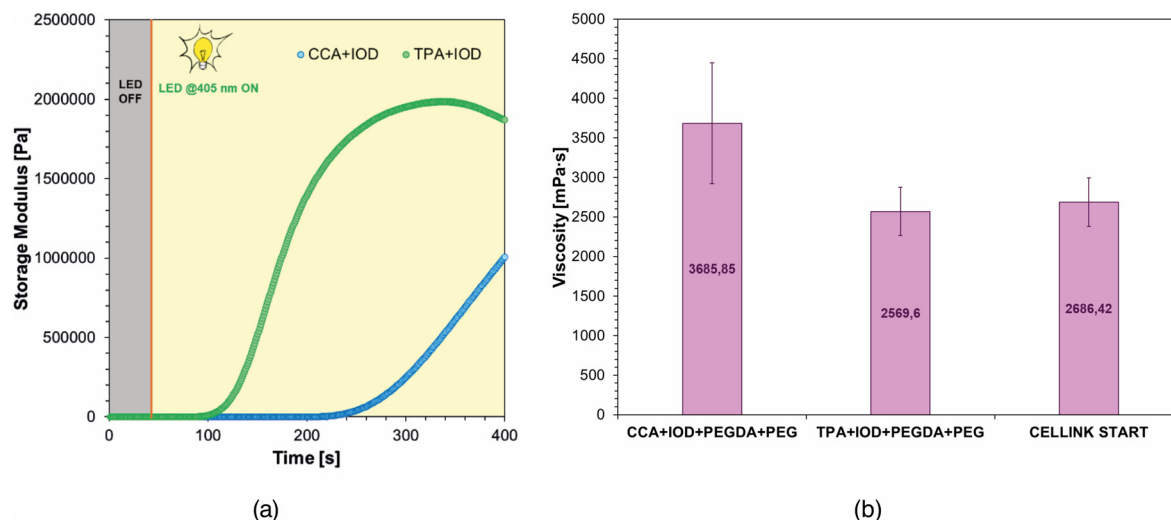 2500000
2000000
1500000
1000000
500000
0
Storage Modulus [Pa]
LED
OFF
LED @405 nm ON
CCA+IOD
TPA+IOD
0
100
200
300
400
Time [s]
(a)
5000
4500
4000
3500
3000
2500
2000
1500
1000
500
0
Viscosity [mPa·s]
3685,85
2569,6
2686,42
CCA+IOD+PEGDA+PEG
TPA+IOD+PEGDA+PEG
CELLINK START
(b)